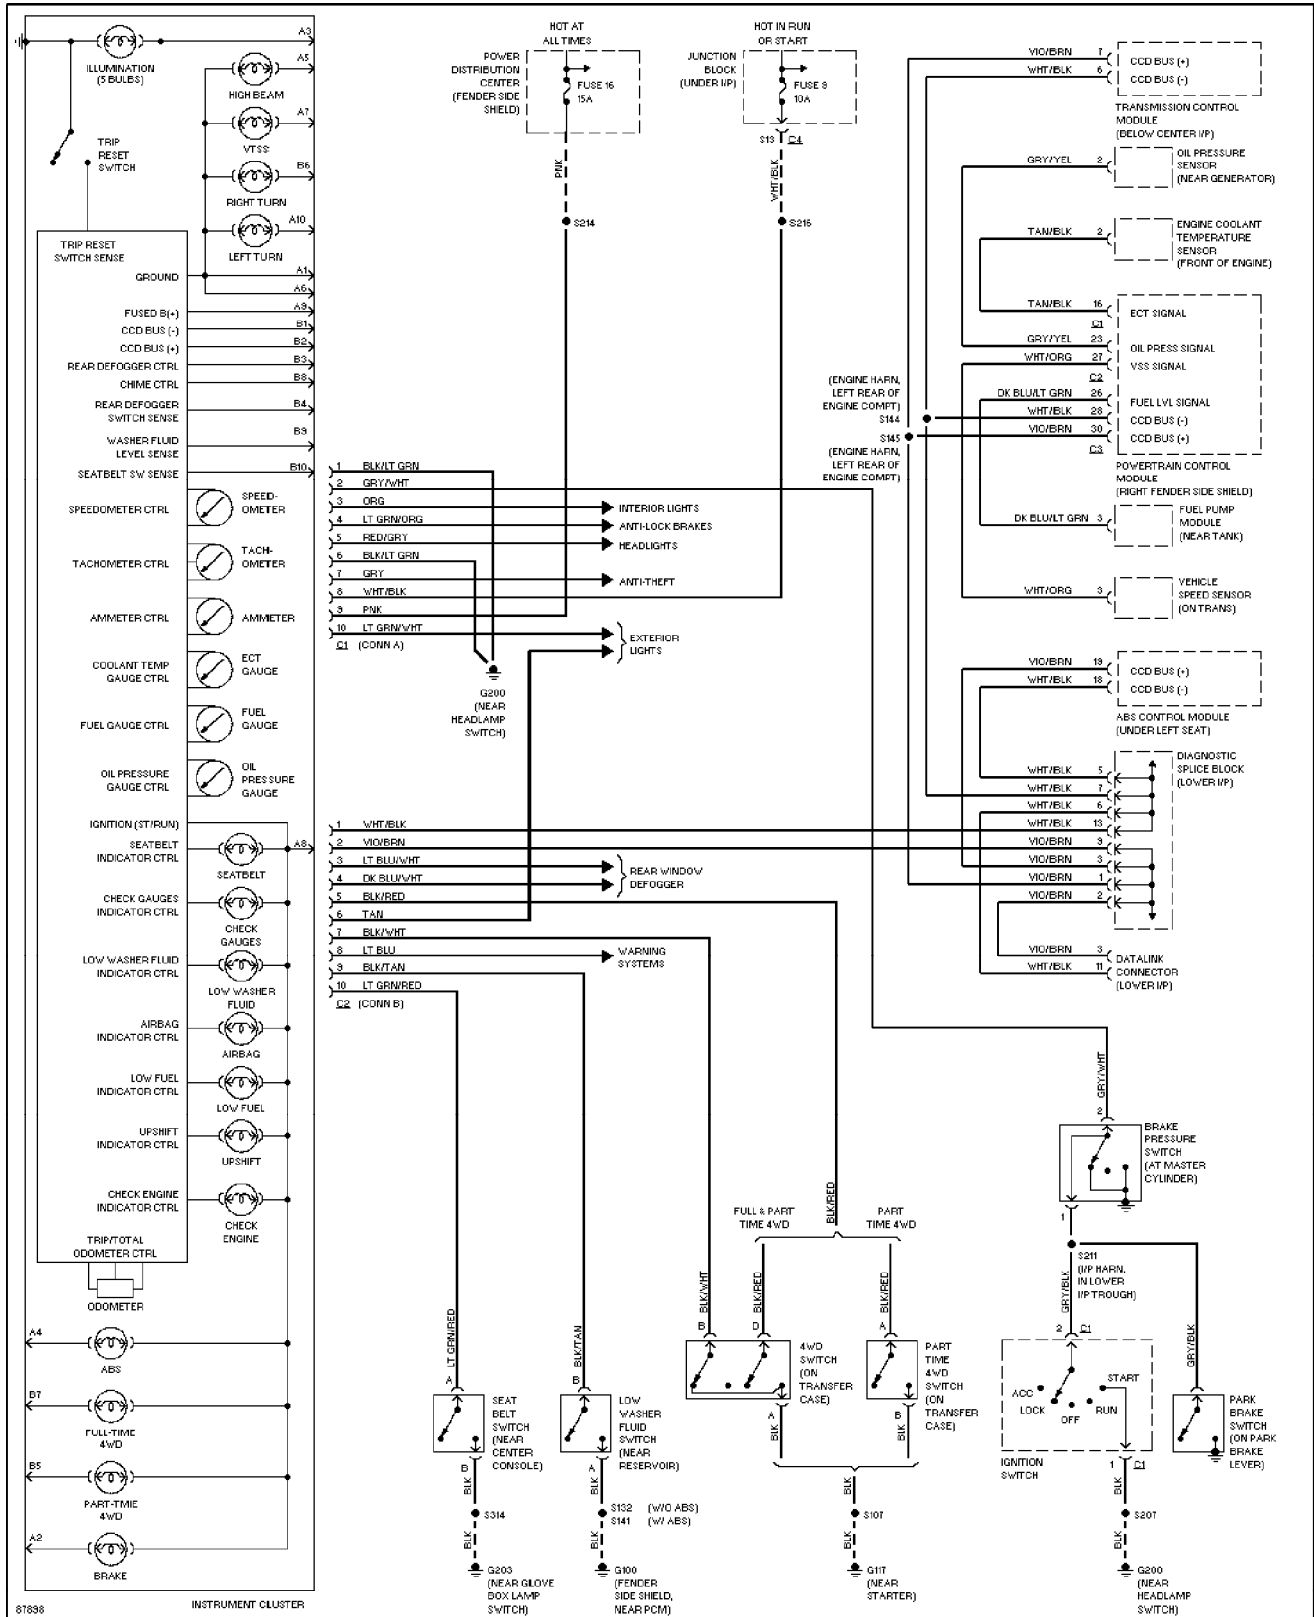 A3
ILLUMINATION
(5 BULBS)
A5
HIGH BEAM
A7
VTSS
TRIP
RESET
SWITCH
B6
RIGHT TURN
A10
LEFT TURN
TRIP RESET
SWITCH SENSE
GROUND
A1
A6
FUSED B(+)
A9
CCD BUS (-)
B1
CCD BUS (+)
B2
REAR DEFOGGER CTRL
B3
CHIME CTRL
B8
REAR DEFOGGER
SWITCH SENSE
B4
WASHER FLUID
LEVEL SENSE
B9
SEATBELT SW SENSE
B10
SPEEDOMETER CTRL
SPEED-
OMETER
TACHOMETER CTRL
TACH-
OMETER
AMMETER CTRL
AMMETER
COOLANT TEMP
GAUGE CTRL
ECT
GAUGE
FUEL GAUGE CTRL
FUEL
GAUGE
OIL PRESSURE
GAUGE CTRL
OIL
PRESSURE
GAUGE
IGNITION (ST/RUN)
SEATBELT
INDICATOR CTRL
A8
SEATBELT
CHECK GAUGES
INDICATOR CTRL
CHECK
GAUGES
LOW WASHER FLUID
INDICATOR CTRL
LOW WASHER
FLUID
AIRBAG
INDICATOR CTRL
AIRBAG
LOW FUEL
INDICATOR CTRL
LOW FUEL
UPSHIFT
INDICATOR CTRL
UPSHIFT
CHECK ENGINE
INDICATOR CTRL
CHECK
ENGINE
TRIP/TOTAL
ODOMETER CTRL
ODOMETER
A4
ABS
B7
FULL-TIME
4WD
B5
PART-TMIE
4WD
A2
BRAKE
87898
INSTRUMENT CLUSTER
HOT AT
ALL TIMES
POWER
DISTRIBUTION
CENTER
(FENDER SIDE
SHIELD)
FUSE 16
15A
PNK
S214
HOT IN RUN
OR START
JUNCTION
BLOCK
(UNDER I/P)
FUSE 9
10A
S13 C4
WHT/BLK
S216
1 BLK/LT GRN
2 GRY/WHT
3 ORG
INTERIOR LIGHTS
4 LT GRN/ORG
ANTI-LOCK BRAKES
5 RED/GRY
HEADLIGHTS
6 BLK/LT GRN
7 GRY
ANTI-THEFT
8 WHT/BLK
9 PNK
10 LT GRN/WHT
C1 (CONN A)
EXTERIOR
LIGHTS
G200
(NEAR
HEADLAMP
SWITCH)
1 WHT/BLK
2 VIO/BRN
3 LT BLU/WHT
4 DK BLU/WHT
REAR WINDOW
DEFOGGER
5 BLK/RED
6 TAN
7 BLK/WHT
8 LT BLU
WARNING
SYSTEMS
9 BLK/TAN
10 LT GRN/RED
C2 (CONN B)
VIO/BRN 7
CCD BUS (+)
WHT/BLK 6
CCD BUS (-)
TRANSMISSION CONTROL
MODULE
(BELOW CENTER I/P)
GRY/YEL 2
OIL PRESSURE
SENSOR
(NEAR GENERATOR)
TAN/BLK 2
ENGINE COOLANT
TEMPERATURE
SENSOR
(FRONT OF ENGINE)
TAN/BLK 16
ECT SIGNAL
C1
GRY/YEL 23
OIL PRESS SIGNAL
WHT/ORG 27
VSS SIGNAL
C2
DK BLU/LT GRN 26
FUEL LVL SIGNAL
WHT/BLK 28
CCD BUS (-)
VIO/BRN 30
CCD BUS (+)
C3
POWERTRAIN CONTROL
MODULE
(RIGHT FENDER SIDE SHIELD)
(ENGINE HARN,
LEFT REAR OF
ENGINE COMPT)
S144
S145
(ENGINE HARN,
LEFT REAR OF
ENGINE COMPT)
DK BLU/LT GRN 3
FUEL PUMP
MODULE
(NEAR TANK)
WHT/ORG 3
VEHICLE
SPEED SENSOR
(ON TRANS)
VIO/BRN 19
CCD BUS (+)
WHT/BLK 18
CCD BUS (-)
ABS CONTROL MODULE
(UNDER LEFT SEAT)
DIAGNOSTIC
SPLICE BLOCK
(LOWER I/P)
WHT/BLK 5
WHT/BLK 7
WHT/BLK 6
WHT/BLK 13
VIO/BRN 9
VIO/BRN 3
VIO/BRN 1
VIO/BRN 2
VIO/BRN 3
WHT/BLK 11
DATALINK
CONNECTOR
(LOWER I/P)
GRY/WHT
2
BRAKE
PRESSURE
SWITCH
(AT MASTER
CYLINDER)
1
S211
(I/P HARN,
IN LOWER
I/P TROUGH)
GRY/BLK
GRY/BLK
2 C1
START
ACC
LOCK
OFF
RUN
IGNITION
SWITCH
1 C1
BLK
S207
BLK
G200
(NEAR
HEADLAMP
SWITCH)
PARK
BRAKE
SWITCH
(ON PARK
BRAKE
LEVER)
LT GRN/RED
A
SEAT
BELT
SWITCH
(NEAR
CENTER
CONSOLE)
B
BLK
S314
BLK
G203
(NEAR GLOVE
BOX LAMP
SWITCH)
BLK/TAN
B
LOW
WASHER
FLUID
SWITCH
(NEAR
RESERVOIR)
A
BLK
S132 (W/O ABS)
S141 (W/ ABS)
BLK
G100
(FENDER
SIDE SHIELD,
NEAR PCM)
BLK/RED
FULL & PART
TIME 4WD
PART
TIME 4WD
BLK/WHT
BLK/RED
BLK/RED
B
D
A
4WD
SWITCH
(ON
TRANSFER
CASE)
PART
TIME
4WD
SWITCH
(ON
TRANSFER
CASE)
A
BLK
B
BLK
S107
BLK
G117
(NEAR
STARTER)